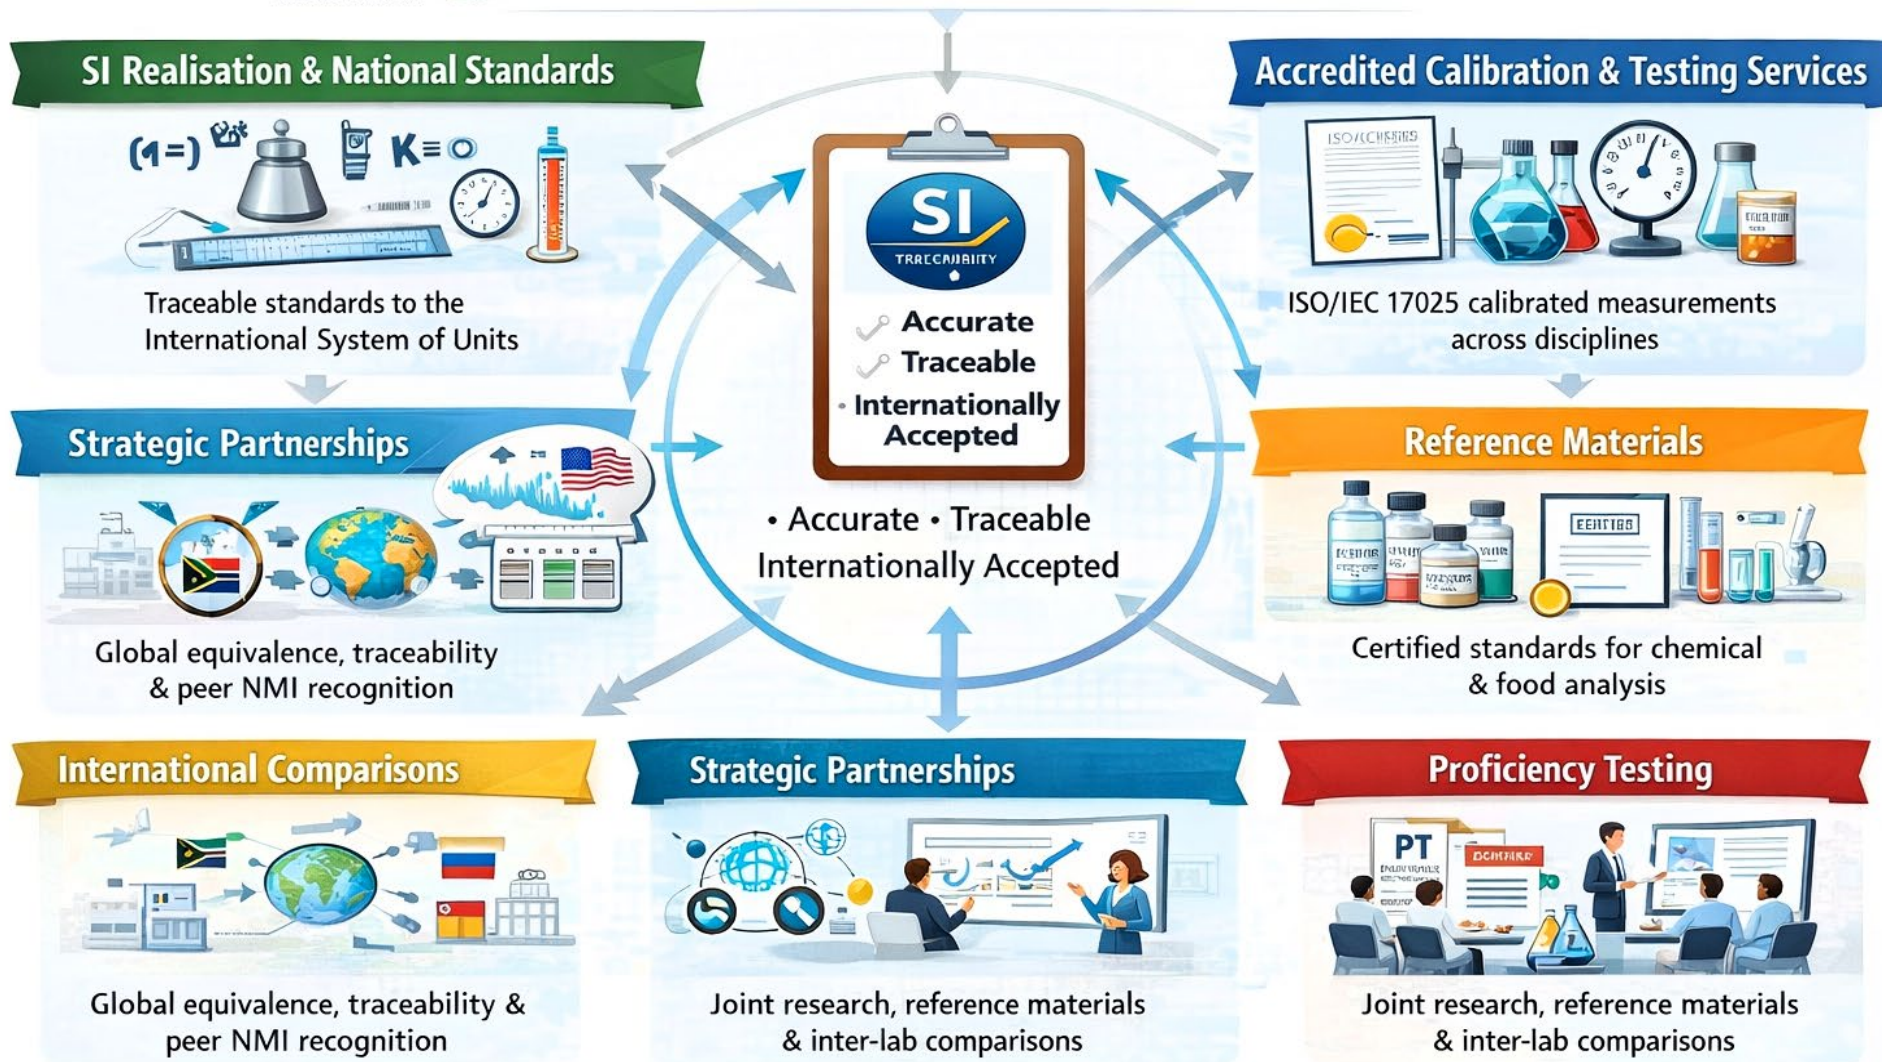 SI Realisation & National Standards
(1=)
K≡O
Traceable standards to the
International System of Units
Accredited Calibration & Testing Services
ISO/IEC 17025 calibrated measurements
across disciplines
SI
Accurate
Traceable
· Internationally
Accepted
• Accurate • Traceable
Internationally Accepted
Strategic Partnerships
Global equivalence, traceability
& peer NMI recognition
Reference Materials
Certified standards for chemical
& food analysis
International Comparisons
Global equivalence, traceability &
peer NMI recognition
Strategic Partnerships
Joint research, reference materials
& inter-lab comparisons
Proficiency Testing
PT
Joint research, reference materials
& inter-lab comparisons